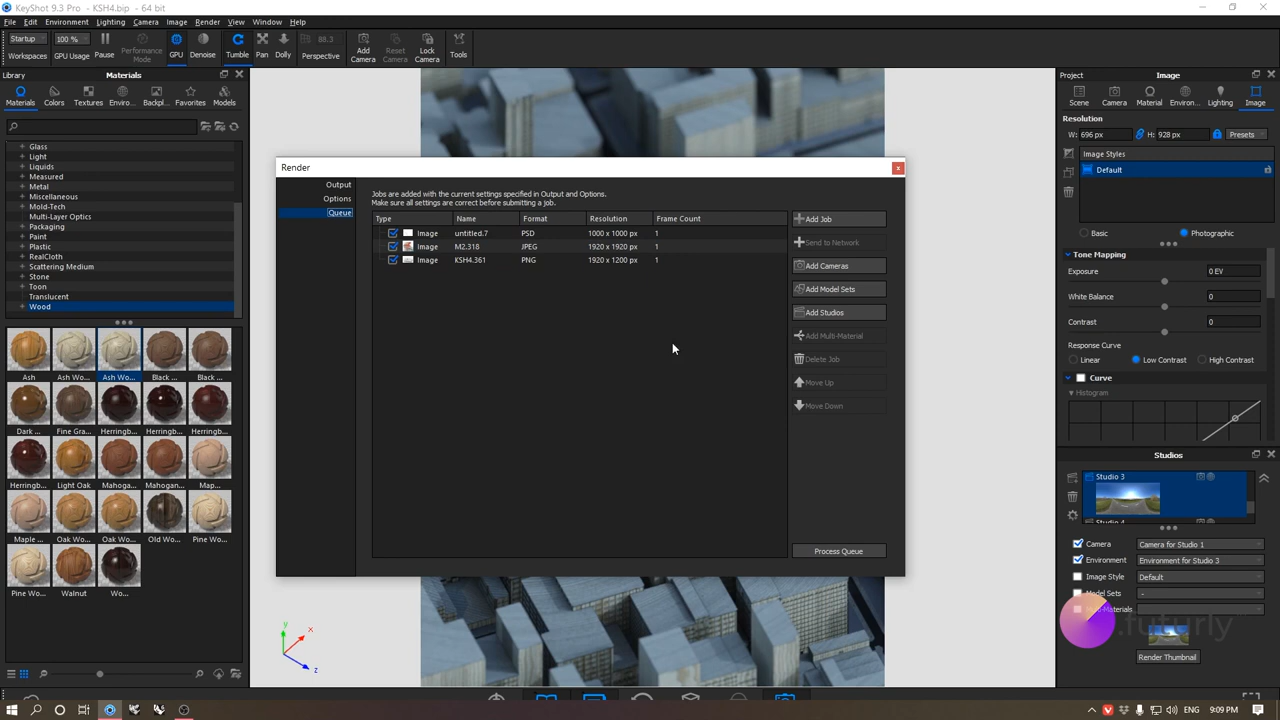 KeyShot 9.3 Pro - KSH4.bip - 64 bit
File Edit Environment Lighting Camera Image Render View Window Help
Startup 100 % 88.3
Workspaces GPU Usage Pause Performance Mode GPU Denoise Tumble Pan Dolly Perspective Add Camera Reset Camera Lock Camera Tools
Library Materials
Materials Colors Textures Enviro... Backpl... Favorites Models
Glass
Light
Liquids
Measured
Metal
Miscellaneous
Mold-Tech
Multi-Layer Optics
Packaging
Paint
Plastic
RealCloth
Scattering Medium
Stone
Toon
Translucent
Wood
Ash Ash Wo... Ash Wo... Black ... Black ...
Dark ... Fine Gra... Herringb... Herringb... Herringb...
Herringb... Light Oak Mahoga... Mahogan... Map...
Maple ... Oak Wo... Oak Wo... Old Wo... Pine Wo...
Pine Wo... Walnut Wo...
Render
Output
Options
Queue
Jobs are added with the current settings specified in Output and Options.
Make sure all settings are correct before submitting a job.
Type Name Format Resolution Frame Count
Image untitled.7 PSD 1000 x 1000 px 1
Image M2.318 JPEG 1920 x 1920 px 1
Image KSH4.361 PNG 1920 x 1200 px 1
Add Job
Send to Network
Add Cameras
Add Model Sets
Add Studios
Add Multi-Material
Delete Job
Move Up
Move Down
Process Queue
y
x
z
Project Image
Scene Camera Material Environ... Lighting Image
Resolution
W: 696 px H: 928 px Presets
Image Styles
Default
Basic Photographic
Tone Mapping
Exposure 0 EV
White Balance 0
Contrast 0
Response Curve
Linear Low Contrast High Contrast
Curve
Histogram
Studios
Studio 3
Studio 4
Camera Camera for Studio 1
Environment Environment for Studio 3
Image Style Default
Model Sets -
Multi-Materials
.futurly
Render Thumbnail
9:09 PM ENG